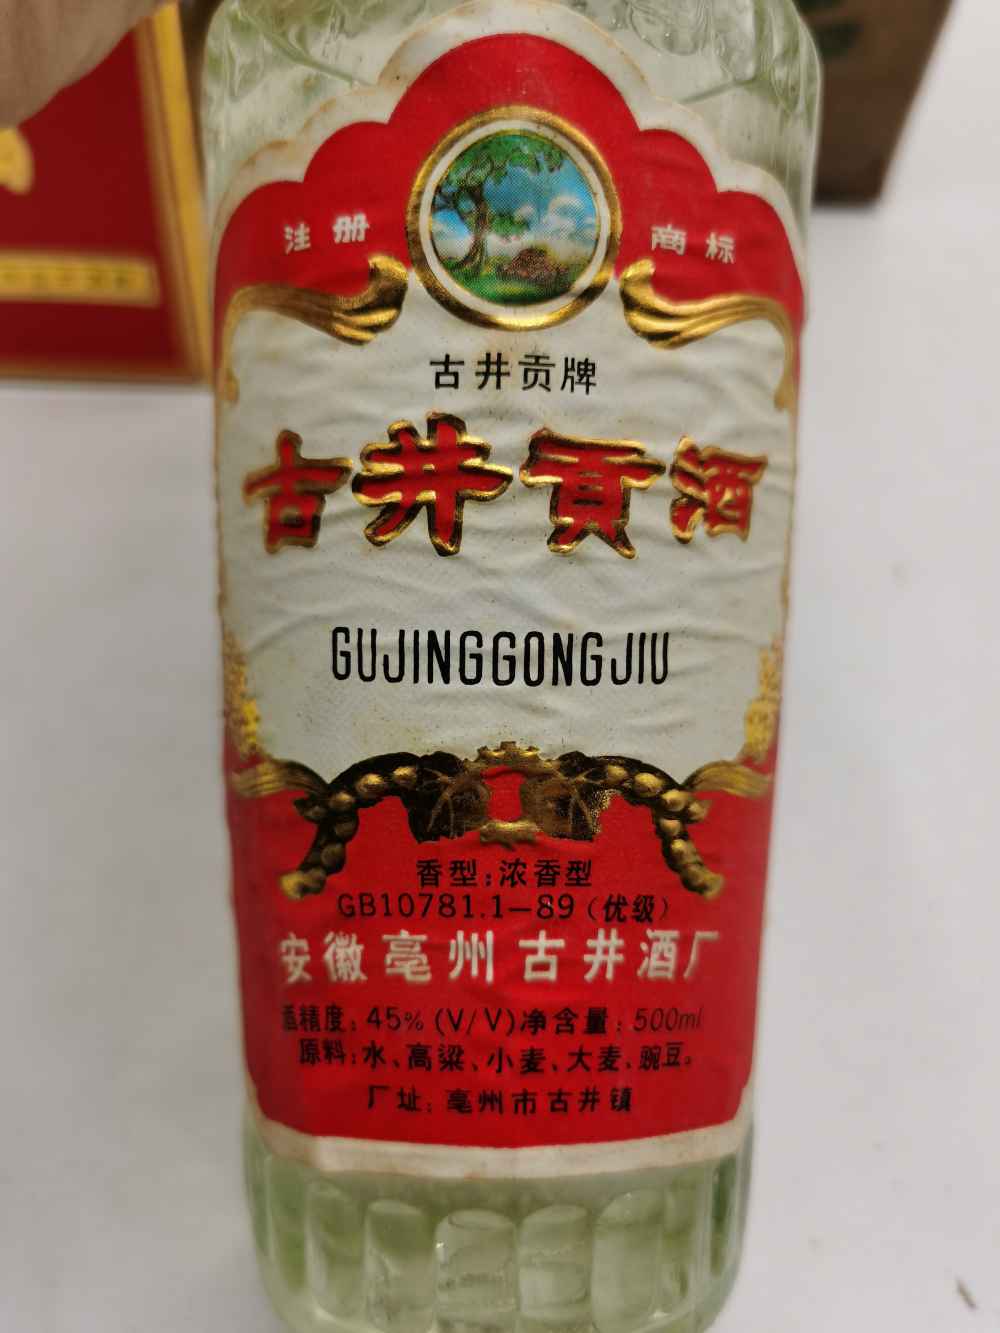 注册 商标
古井贡牌
古井贡酒
GUJINGGONGJIU
香型：浓香型
GB10781.1—89（优级）
安徽亳州古井酒厂
酒精度：45%(V/V)净含量：500ml
原料：水、高粱、小麦、大麦、豌豆。
厂址：亳州市古井镇